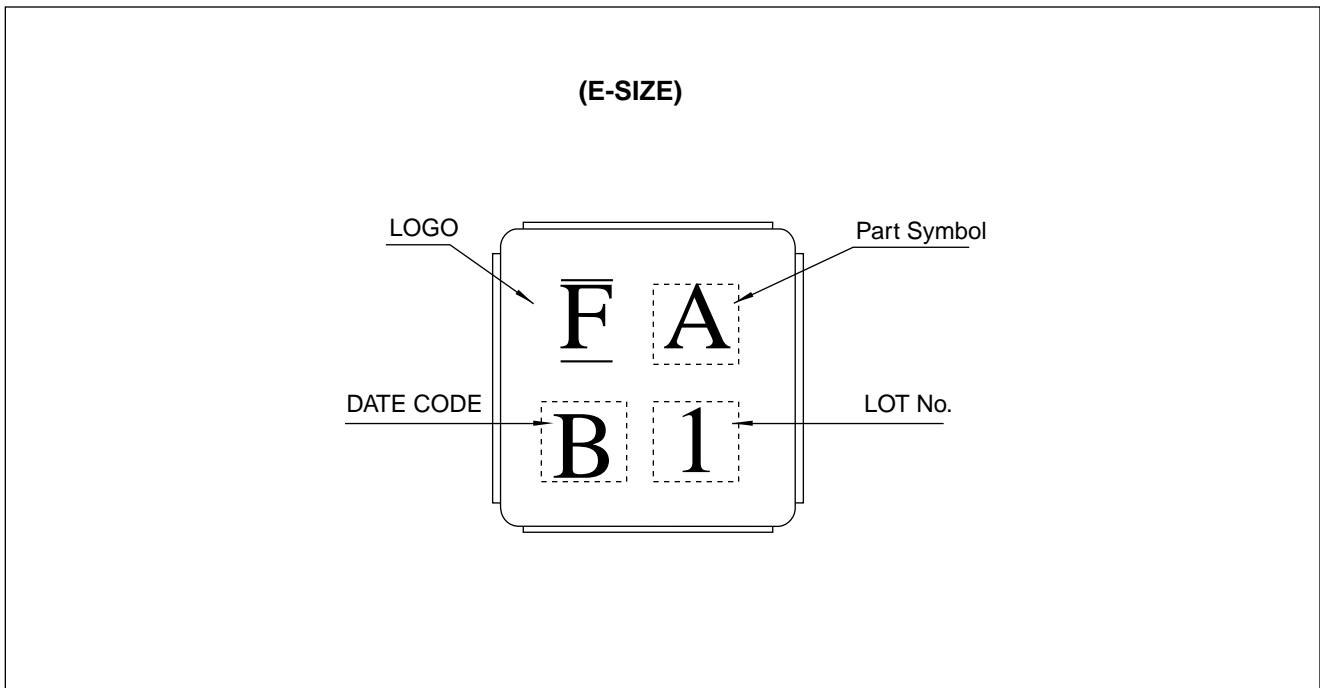 (E-SIZE)
LOGO
Part Symbol
F A
DATE CODE
LOT No.
B 1